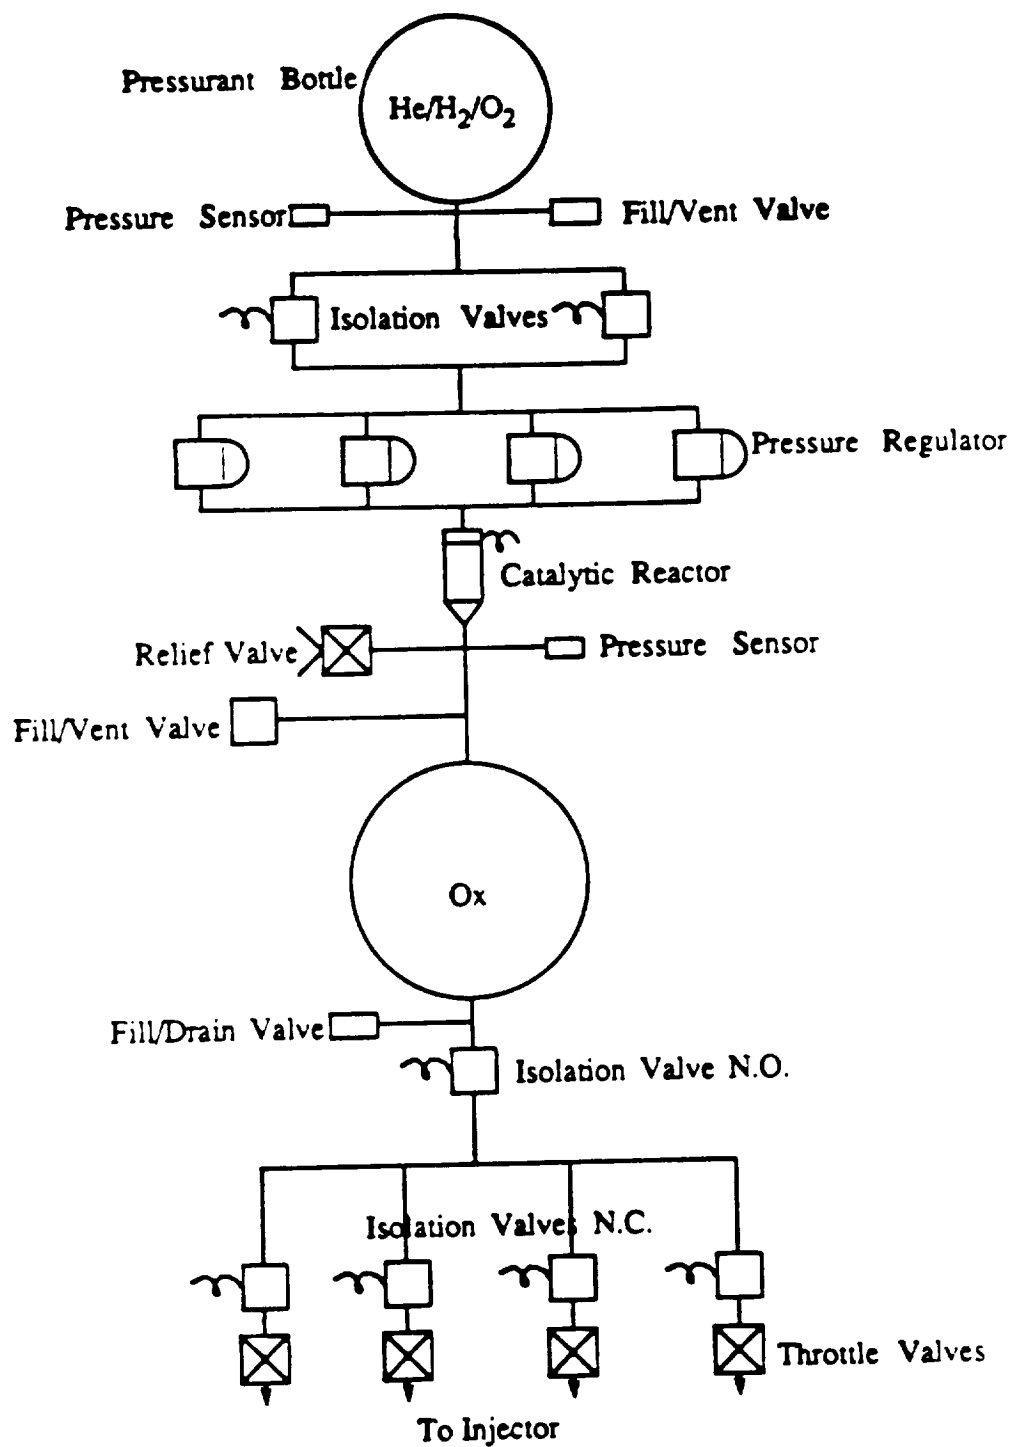 Pressurant Bottle
He/H₂/O₂
Pressure Sensor
Fill/Vent Valve
Isolation Valves
Pressure Regulator
Catalytic Reactor
Relief Valve
Pressure Sensor
Fill/Vent Valve
Ox
Fill/Drain Valve
Isolation Valve N.O.
Isolation Valves N.C.
Throttle Valves
To Injector